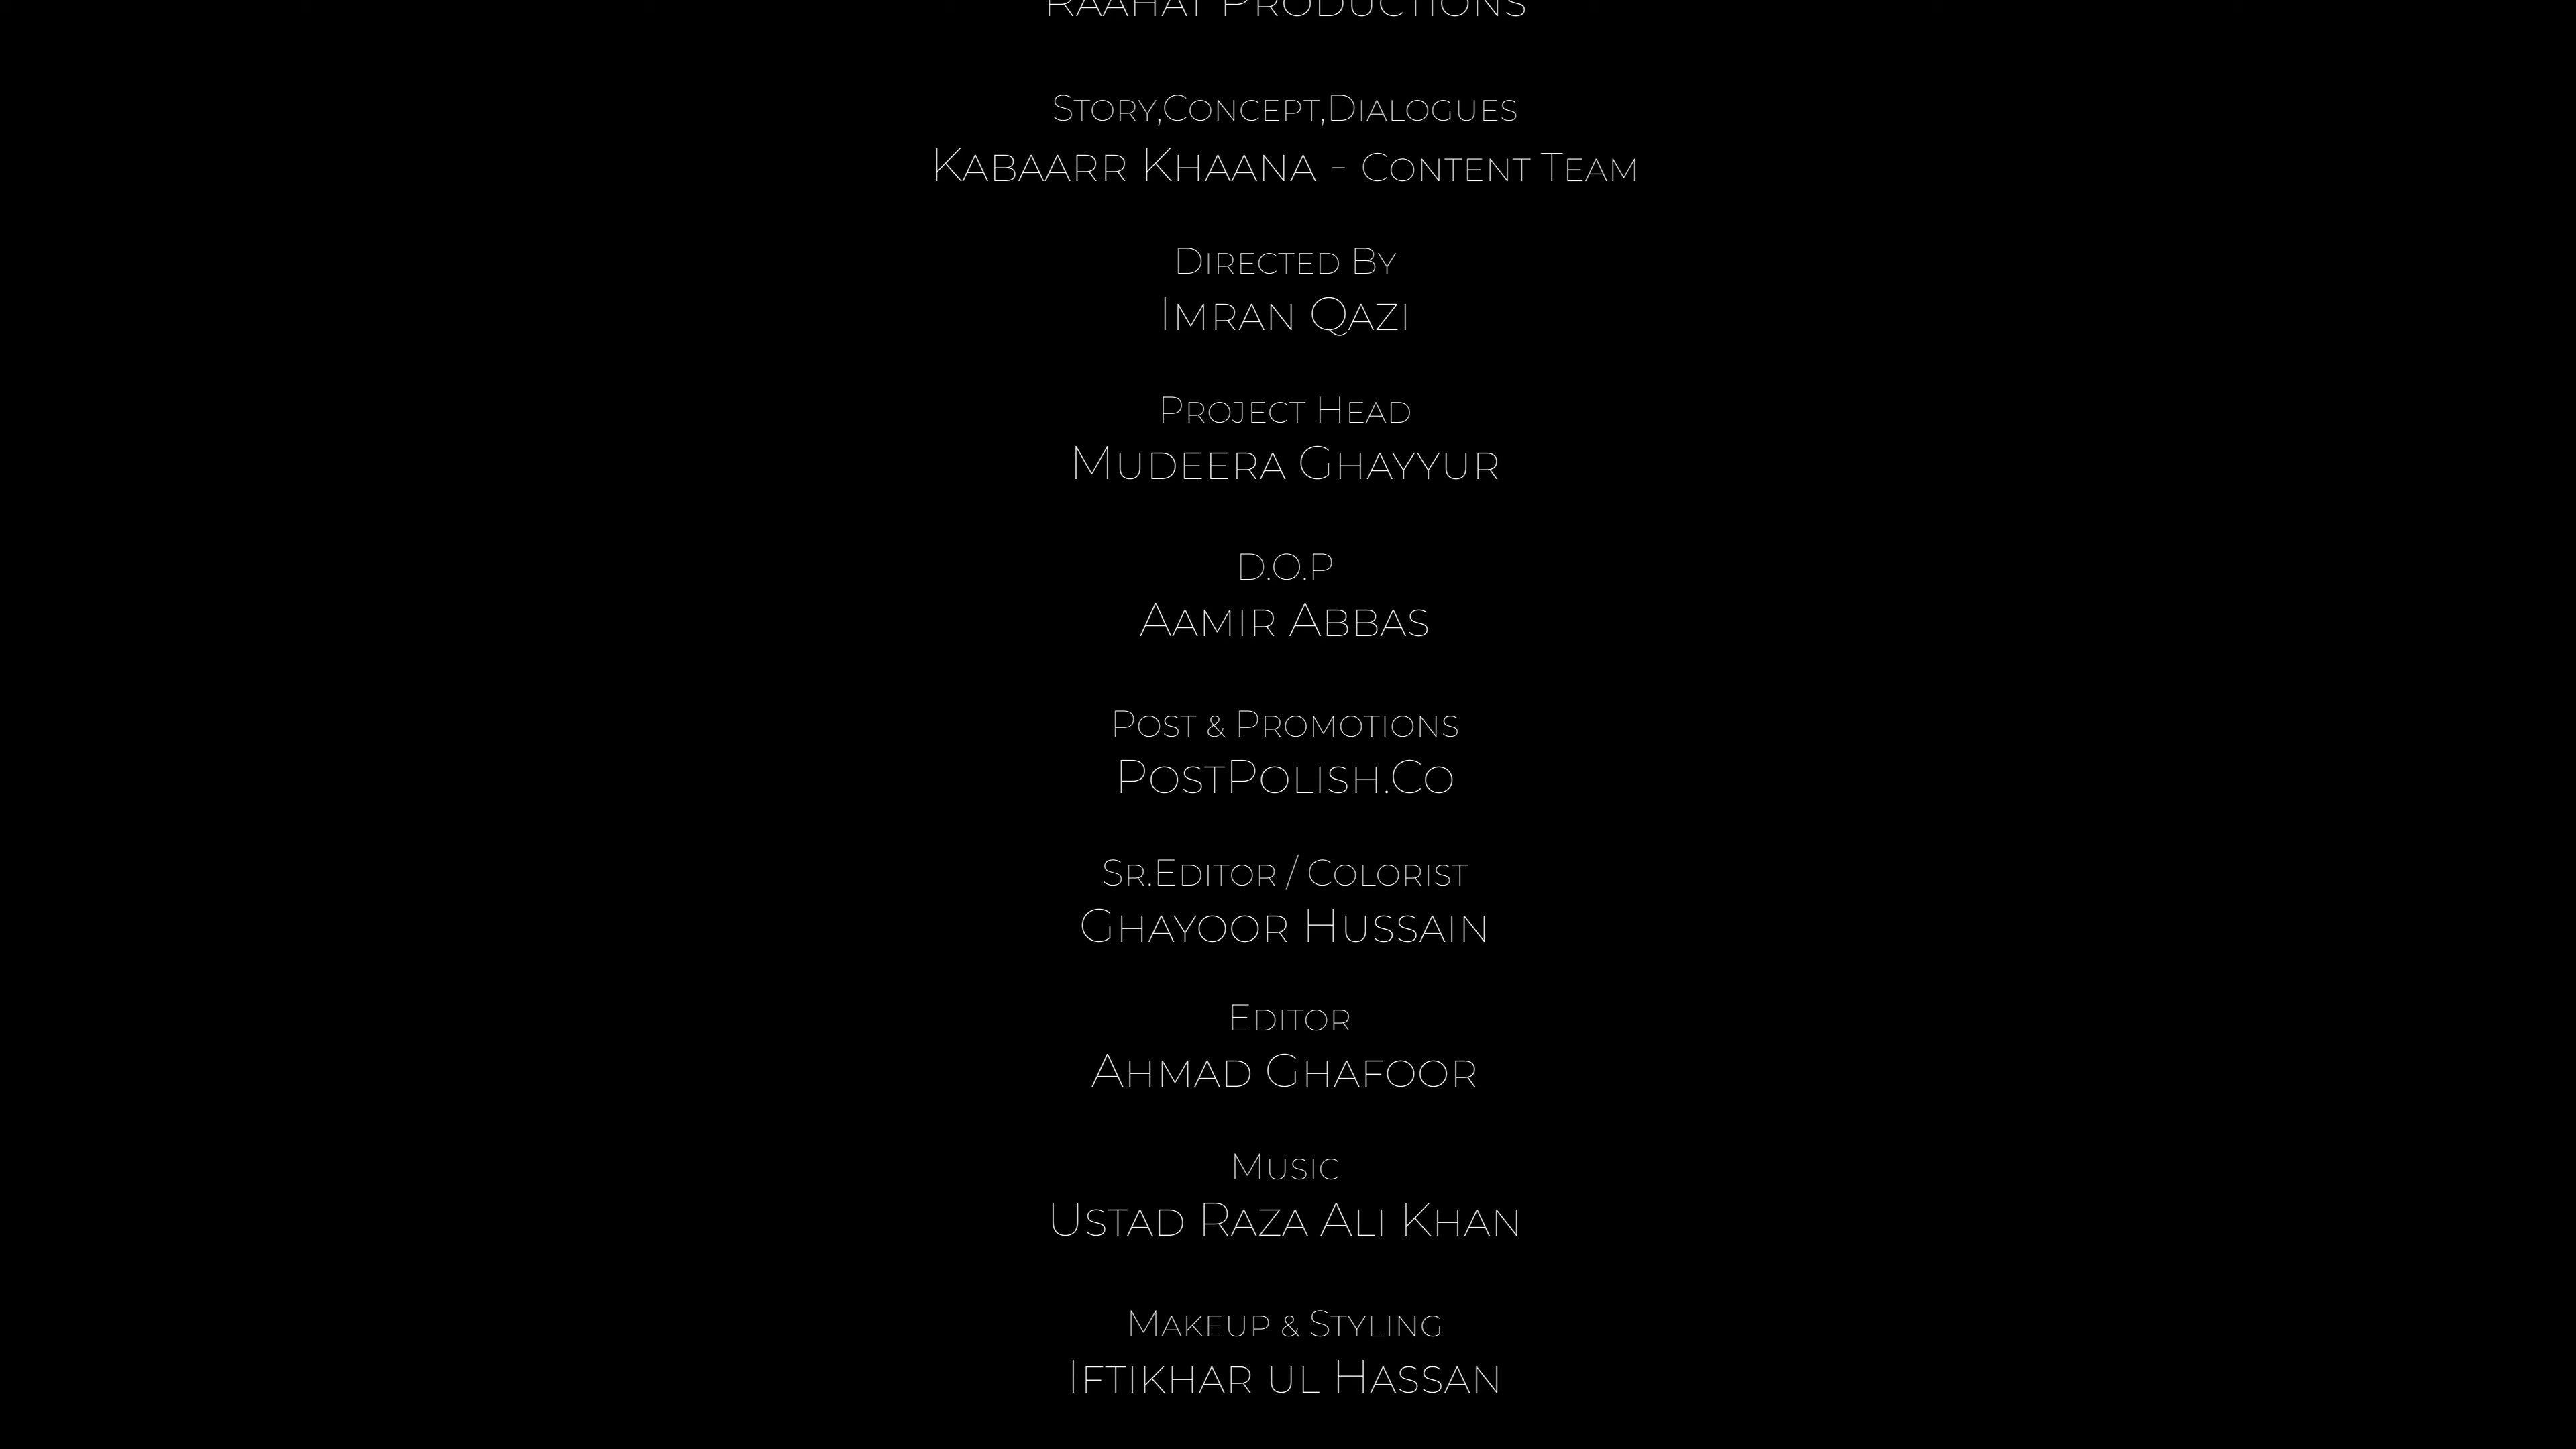 Raahat Productions
Story,Concept,Dialogues
Kabaarr Khaana - Content Team
Directed By
Imran Qazi
Project Head
Mudeera Ghayyur
D.O.P
Aamir Abbas
Post & Promotions
PostPolish.Co
Sr.Editor / Colorist
Ghayoor Hussain
Editor
Ahmad Ghafoor
Music
Ustad Raza Ali Khan
Makeup & Styling
Iftikhar ul Hassan